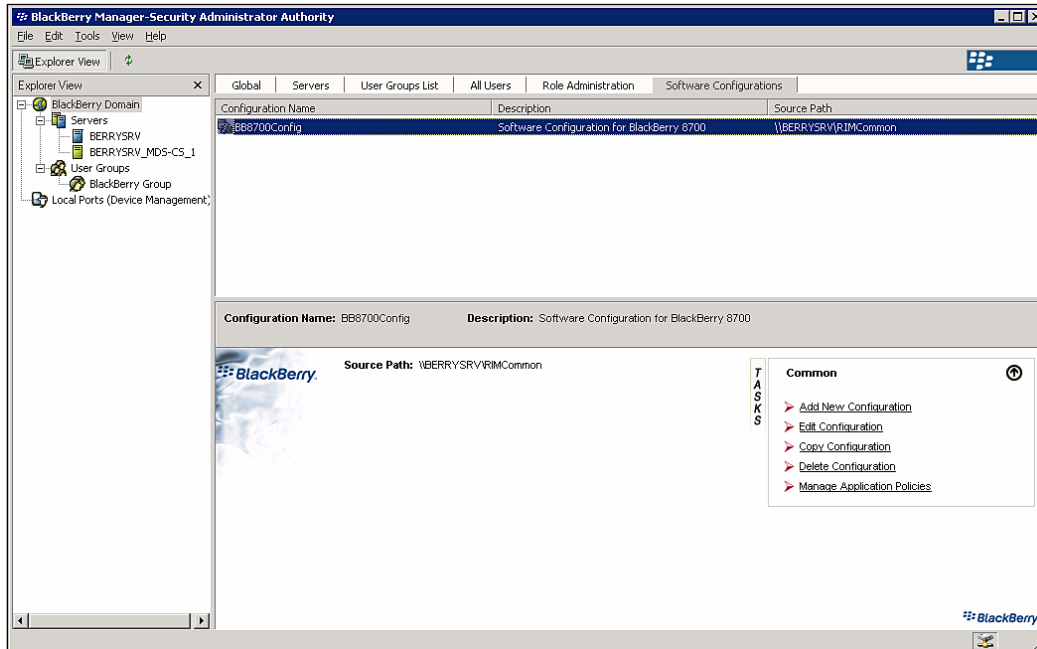 BlackBerry Manager-Security Administrator Authority
File Edit Tools View Help
Explorer View
Explorer View
Global Servers User Groups List All Users Role Administration Software Configurations
BlackBerry Domain
Servers
BERRYSRV
BERRYSRV_MDS-CS_1
User Groups
BlackBerry Group
Local Ports (Device Management)
Configuration Name Description Source Path
BB8700Config Software Configuration for BlackBerry 8700 \\BERRYSRV\RIMCommon
Configuration Name: BB8700Config Description: Software Configuration for BlackBerry 8700
BlackBerry.
Source Path: \\BERRYSRV\RIMCommon
TASKS
Common
Add New Configuration
Edit Configuration
Copy Configuration
Delete Configuration
Manage Application Policies
BlackBerry